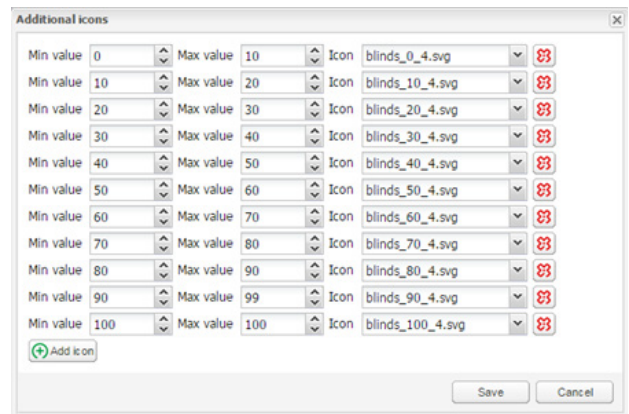 Additional icons
Min value 0 Max value 10 Icon blinds_0_4.svg
Min value 10 Max value 20 Icon blinds_10_4.svg
Min value 20 Max value 30 Icon blinds_20_4.svg
Min value 30 Max value 40 Icon blinds_30_4.svg
Min value 40 Max value 50 Icon blinds_40_4.svg
Min value 50 Max value 60 Icon blinds_50_4.svg
Min value 60 Max value 70 Icon blinds_60_4.svg
Min value 70 Max value 80 Icon blinds_70_4.svg
Min value 80 Max value 90 Icon blinds_80_4.svg
Min value 90 Max value 99 Icon blinds_90_4.svg
Min value 100 Max value 100 Icon blinds_100_4.svg
Add icon
Save Cancel